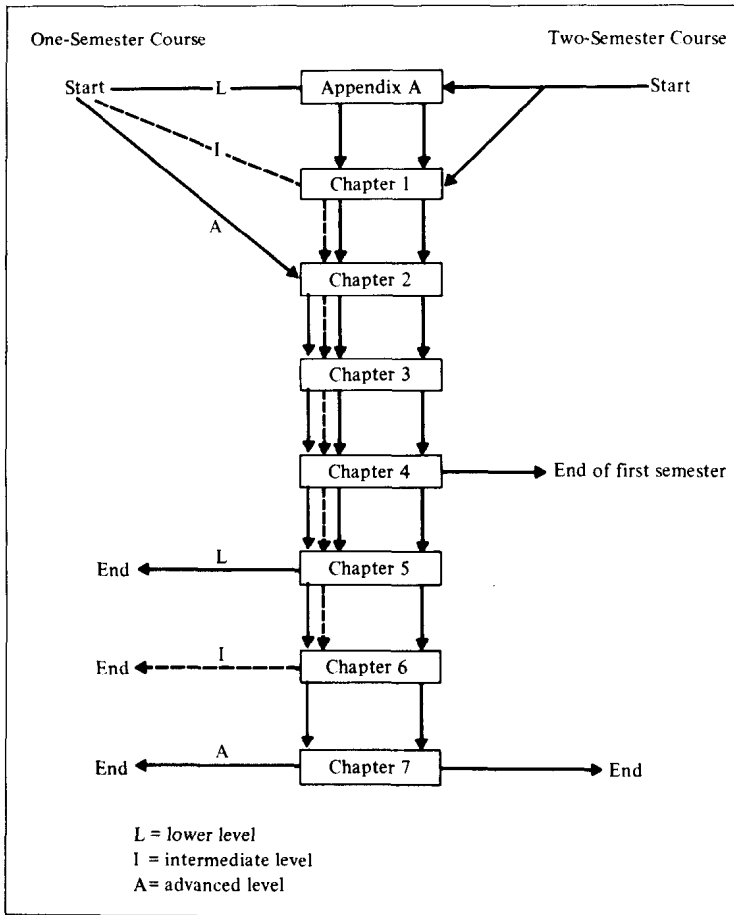 One-Semester Course
Two-Semester Course
Start
L
Appendix A
Start
I
Chapter 1
A
Chapter 2
Chapter 3
Chapter 4
End of first semester
End
L
Chapter 5
End
I
Chapter 6
End
A
Chapter 7
End
L = lower level
I = intermediate level
A= advanced level